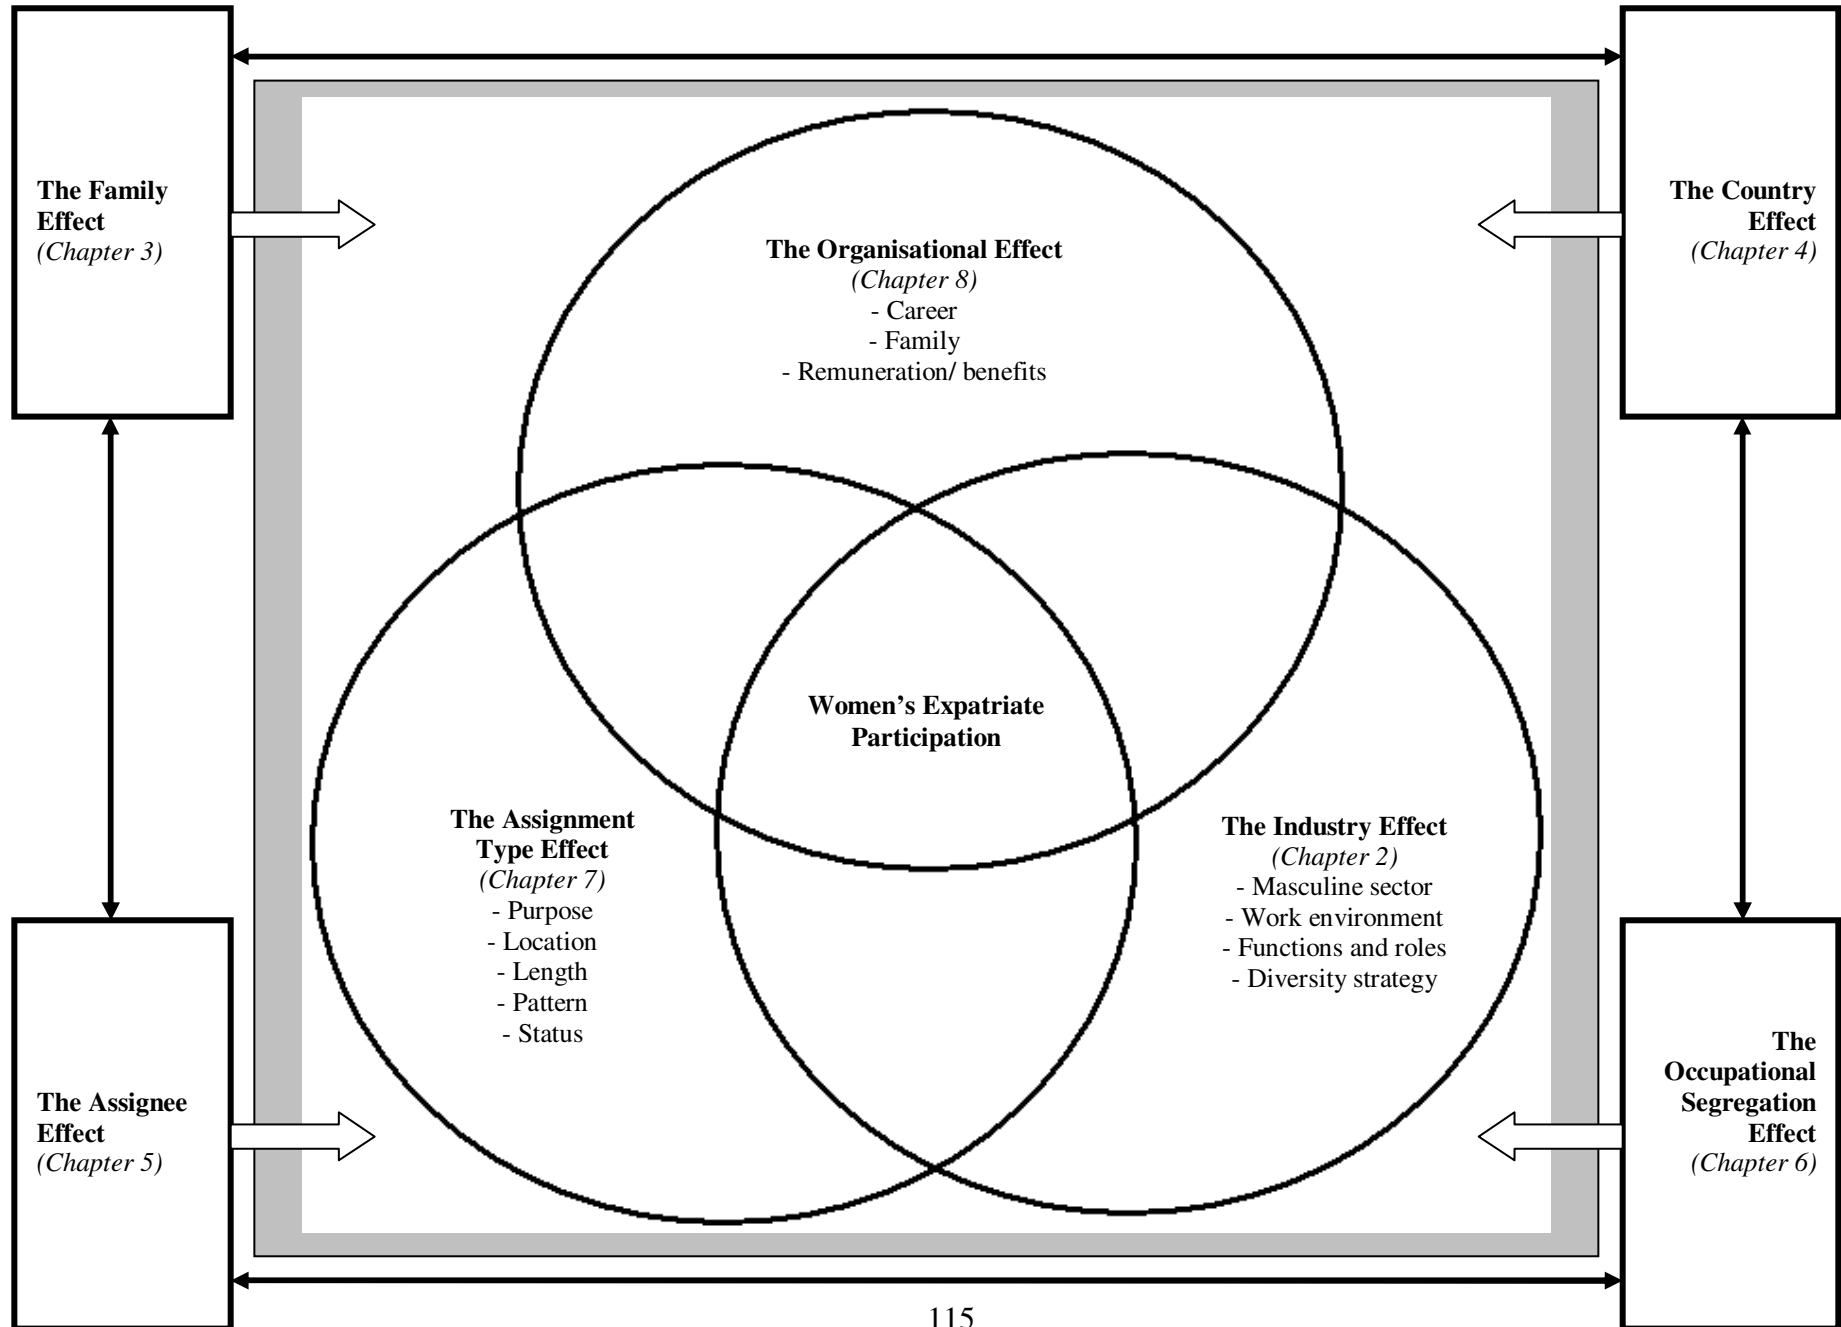 The Family
Effect
(Chapter 3)
The Country
Effect
(Chapter 4)
The Organisational Effect
(Chapter 8)
- Career
- Family
- Remuneration/ benefits
Women’s Expatriate
Participation
The Assignment
Type Effect
(Chapter 7)
- Purpose
- Location
- Length
- Pattern
- Status
The Industry Effect
(Chapter 2)
- Masculine sector
- Work environment
- Functions and roles
- Diversity strategy
The Assignee
Effect
(Chapter 5)
The
Occupational
Segregation
Effect
(Chapter 6)
115